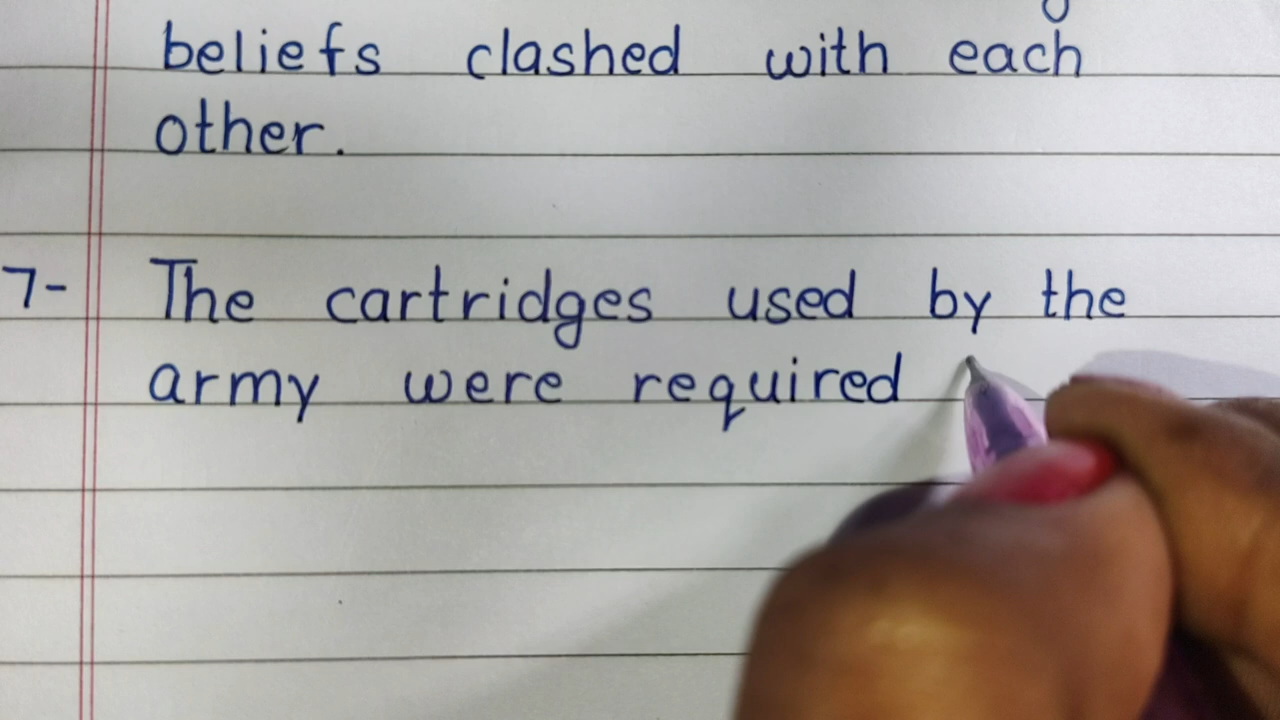 beliefs clashed with each
other.
7- The cartridges used by the
army were required